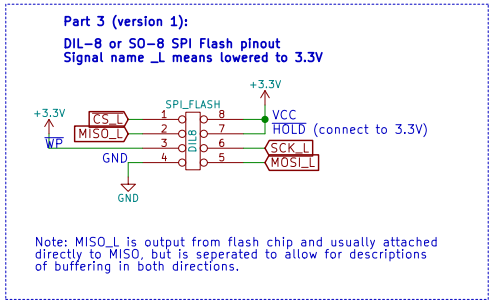 Part 3 (version 1):
DIL-8 or SO-8 SPI Flash pinout
Signal name _L means lowered to 3.3V
+3.3V
SPI_FLASH
+3.3V
CS_L 1 8 VCC
MISO_L 2 7 HOLD (connect to 3.3V)
WP 3 6 SCK_L
GND 4 5 MOSI_L
DIL8
GND
Note: MISO_L is output from flash chip and usually attached
directly to MISO, but is seperated to allow for descriptions
of buffering in both directions.